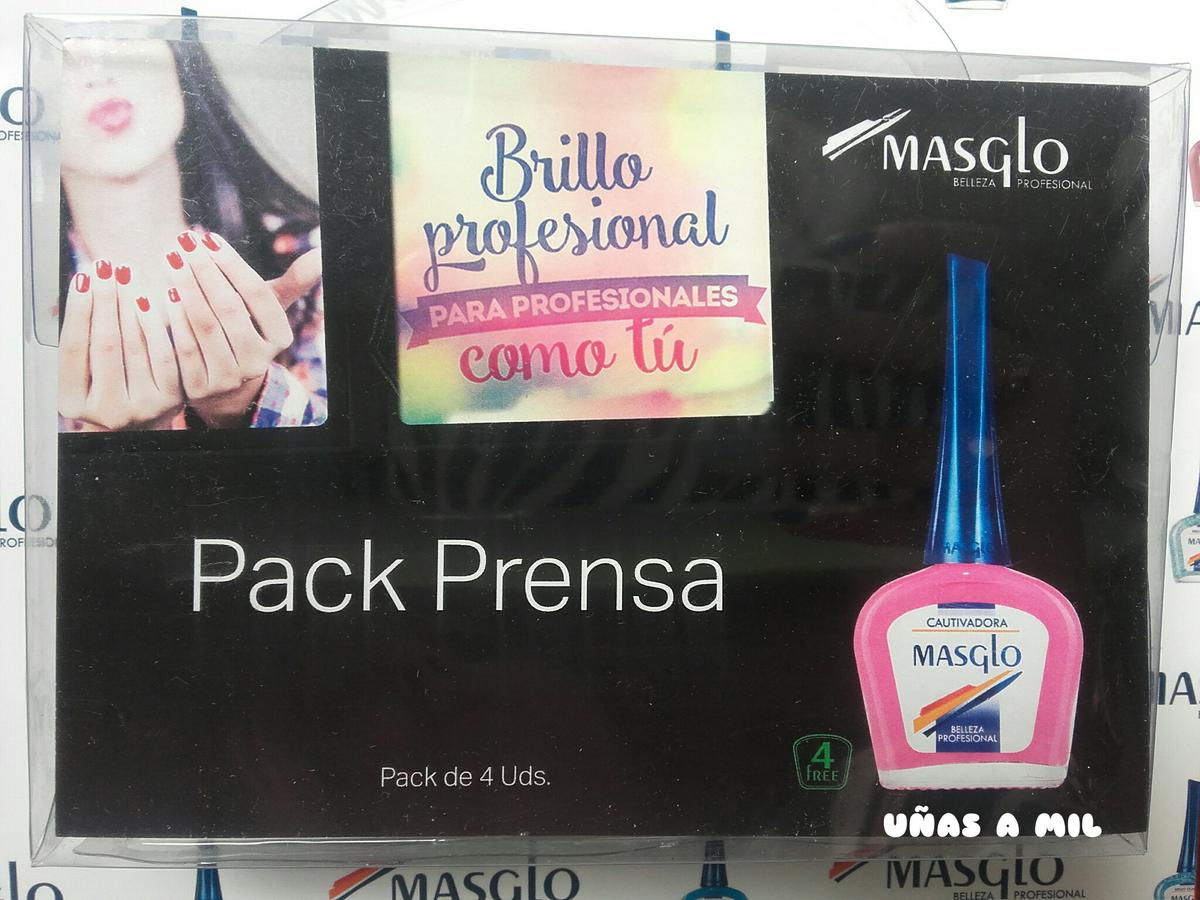 Brillo
profesional
PARA PROFESIONALES
como tú
MASglo
BELLEZA PROFESIONAL
Pack Prensa
Pack de 4 Uds.
CAUTIVADORA
MASglo
BELLEZA
PROFESIONAL
4
FREE
UÑAS A MIL
MASglo
MASglo
BELLEZA PROFESIONAL